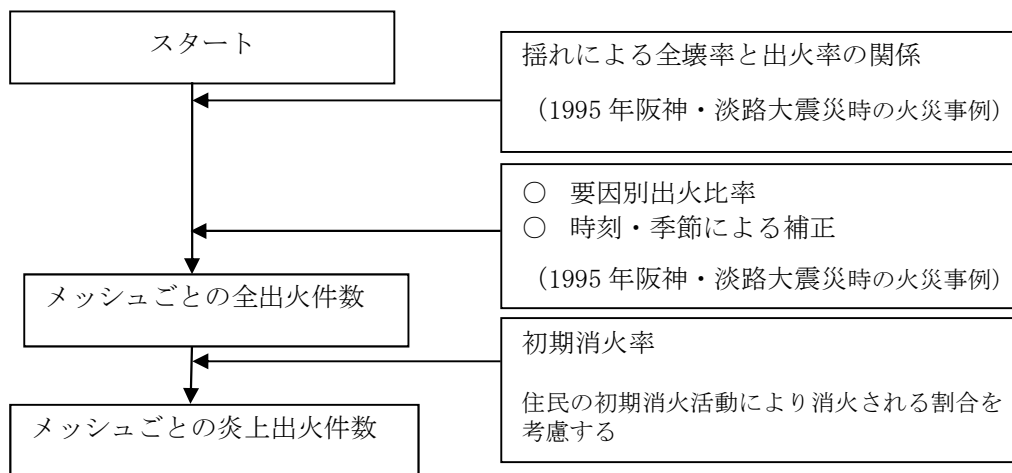 スタート
揺れによる全壊率と出火率の関係
（1995 年阪神・淡路大震災時の火災事例）
○ 要因別出火比率
○ 時刻・季節による補正
（1995 年阪神・淡路大震災時の火災事例）
メッシュごとの全出火件数
初期消火率
住民の初期消火活動により消火される割合を
考慮する
メッシュごとの炎上出火件数